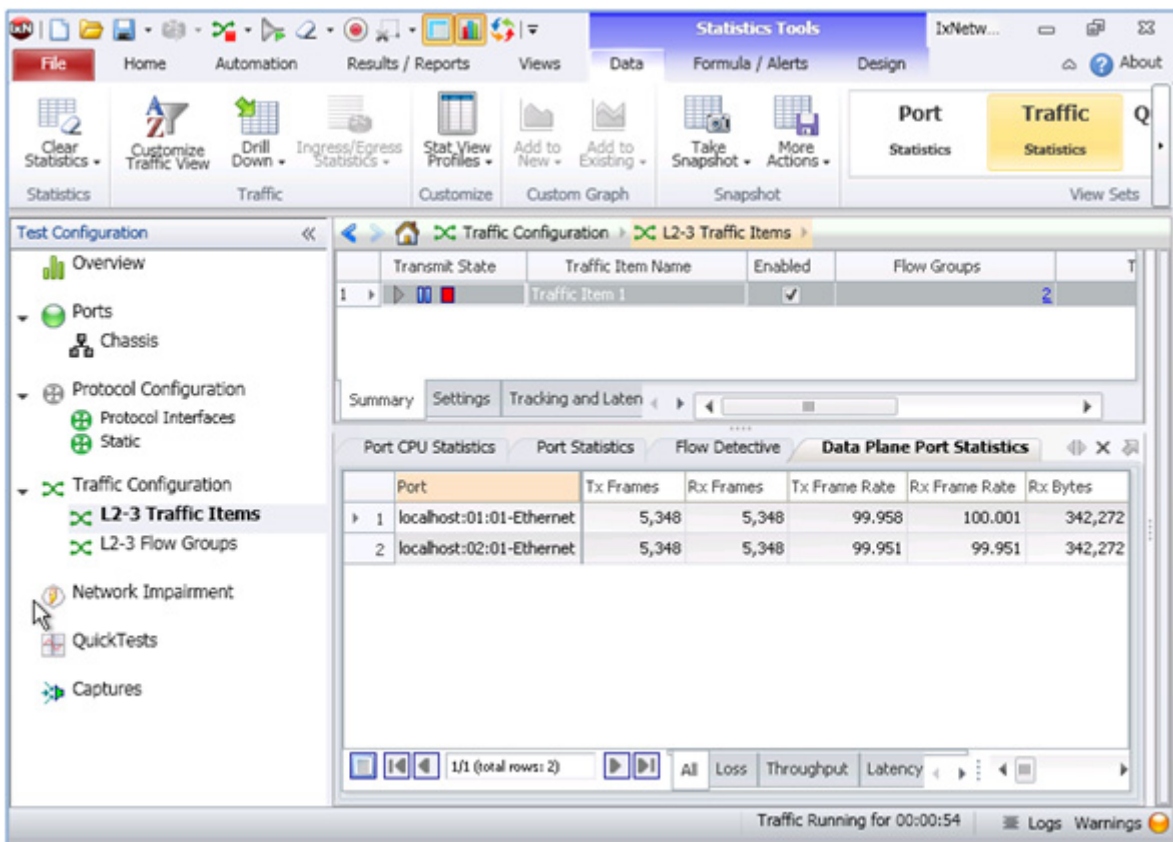 IxN
Statistics Tools
IxNetw...
File Home Automation Results / Reports Views Data Formula / Alerts Design About
Clear Statistics
Customize Traffic View
Drill Down
Ingress/Egress Statistics
Stat View Profiles
Add to New
Add to Existing
Take Snapshot
More Actions
Port Statistics
Traffic Statistics
Q
Statistics Traffic Customize Custom Graph Snapshot View Sets
Test Configuration
Overview
Ports
Chassis
Protocol Configuration
Protocol Interfaces
Static
Traffic Configuration
L2-3 Traffic Items
L2-3 Flow Groups
Network Impairment
QuickTests
Captures
Traffic Configuration L2-3 Traffic Items
Transmit State Traffic Item Name Enabled Flow Groups T
1 Traffic Item 1 2
Summary Settings Tracking and Laten
Port CPU Statistics Port Statistics Flow Detective Data Plane Port Statistics
Port Tx Frames Rx Frames Tx Frame Rate Rx Frame Rate Rx Bytes
1 localhost:01:01-Ethernet 5,348 5,348 99.958 100.001 342,272
2 localhost:02:01-Ethernet 5,348 5,348 99.951 99.951 342,272
1/1 (total rows: 2) All Loss Throughput Latency
Traffic Running for 00:00:54 Logs Warnings